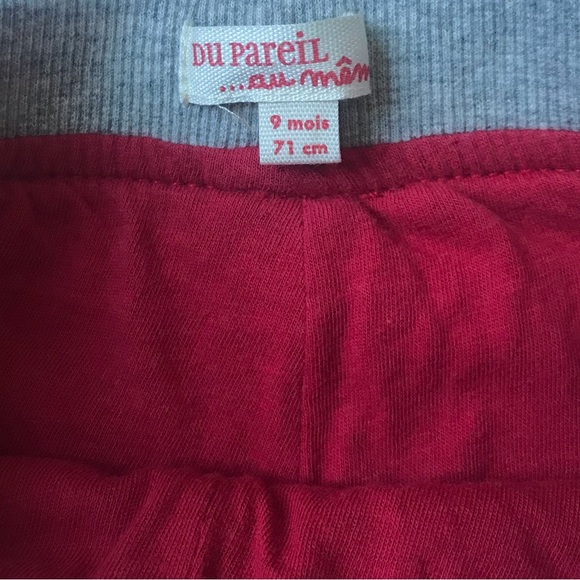 DU PAREIL
...au mêm
9 mois
71 cm